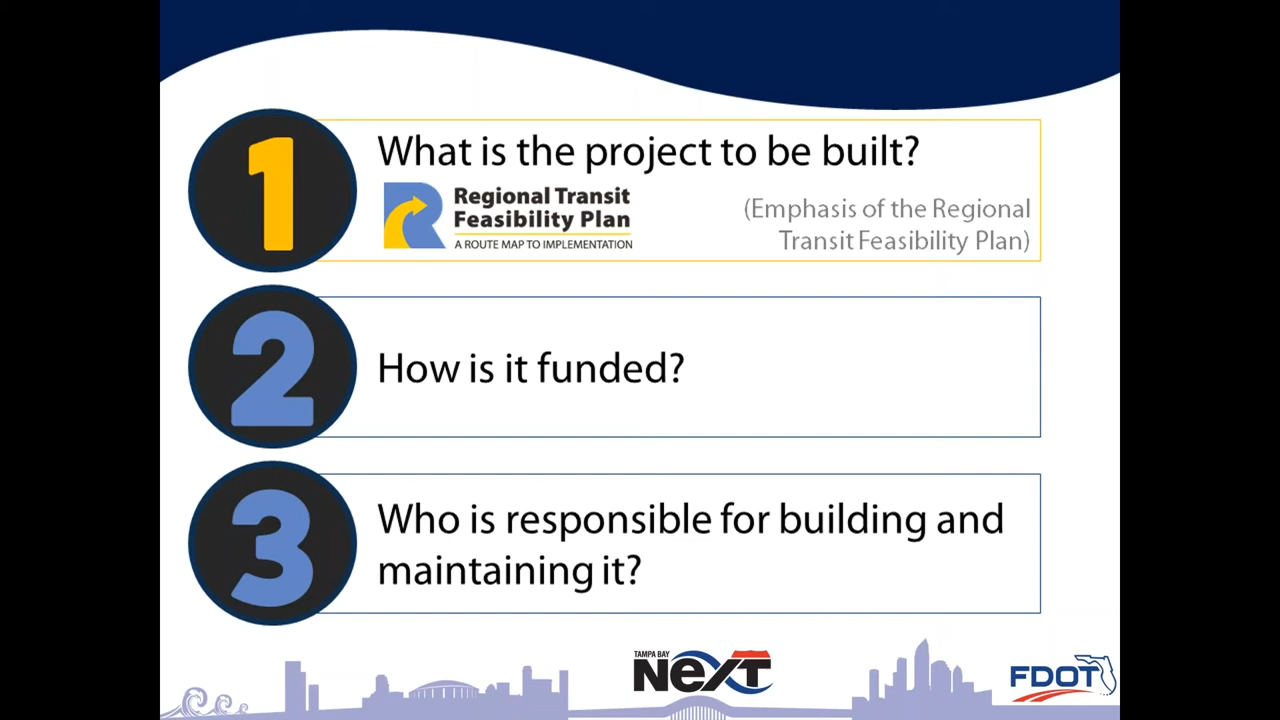 1
What is the project to be built?
Regional Transit
Feasibility Plan
A ROUTE MAP TO IMPLEMENTATION
(Emphasis of the Regional
Transit Feasibility Plan)
2
How is it funded?
3
Who is responsible for building and
maintaining it?
TAMPA BAY
NEXT
FDOT